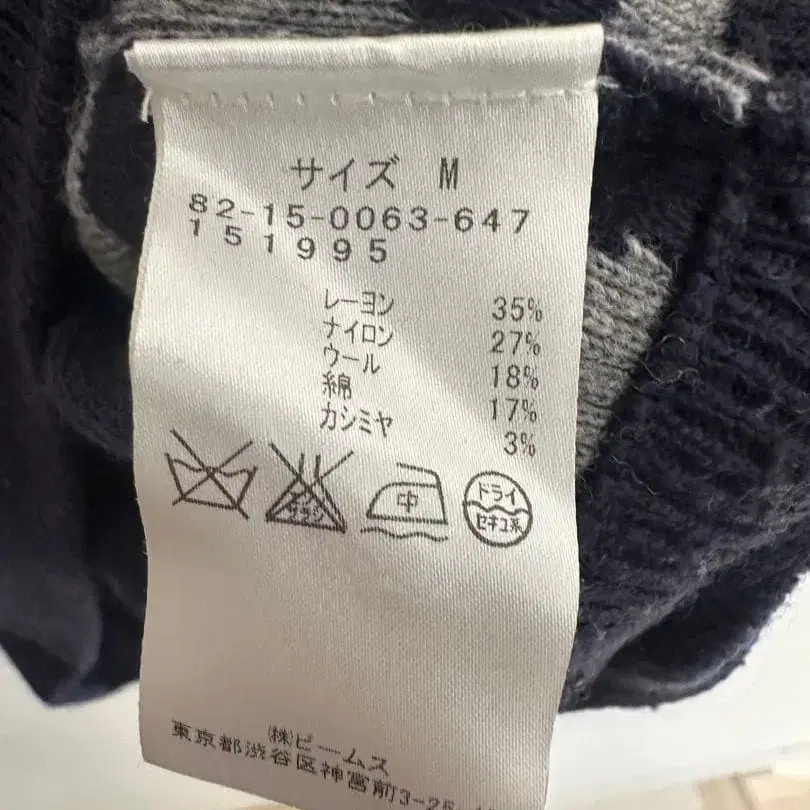 サイズ M
82-15-0063-647
151995
レーヨン 35%
ナイロン 27%
ウール 18%
綿 17%
カシミヤ 3%
中
ドライ
セキユ系
㈱ビームス
東京都渋谷区神宮前3-25-